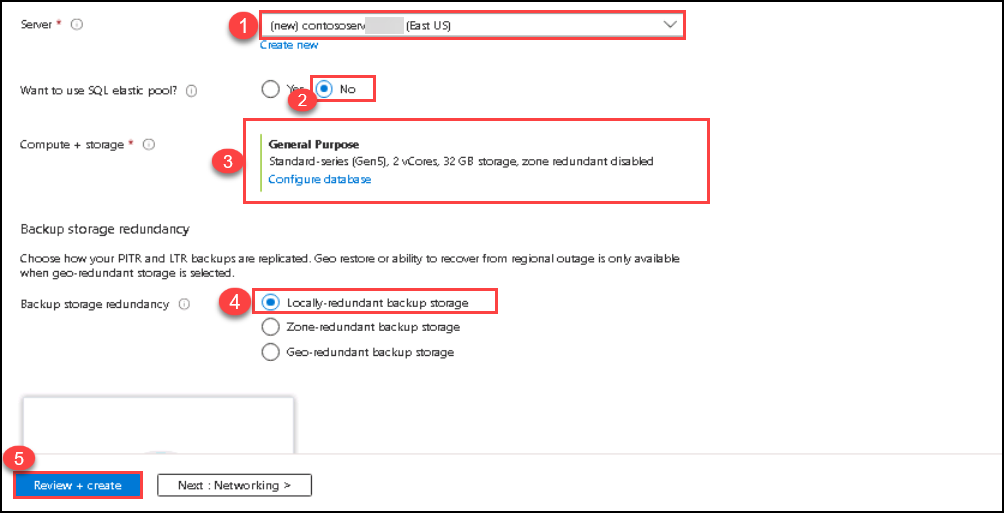 Server *
1
(new) contososerv (East US)
Create new
Want to use SQL elastic pool?
Yes
2
No
Compute + storage *
3
General Purpose
Standard-series (Gen5), 2 vCores, 32 GB storage, zone redundant disabled
Configure database
Backup storage redundancy
Choose how your PITR and LTR backups are replicated. Geo restore or ability to recover from regional outage is only available
when geo-redundant storage is selected.
Backup storage redundancy
4
Locally-redundant backup storage
Zone-redundant backup storage
Geo-redundant backup storage
5
Review + create
Next : Networking >